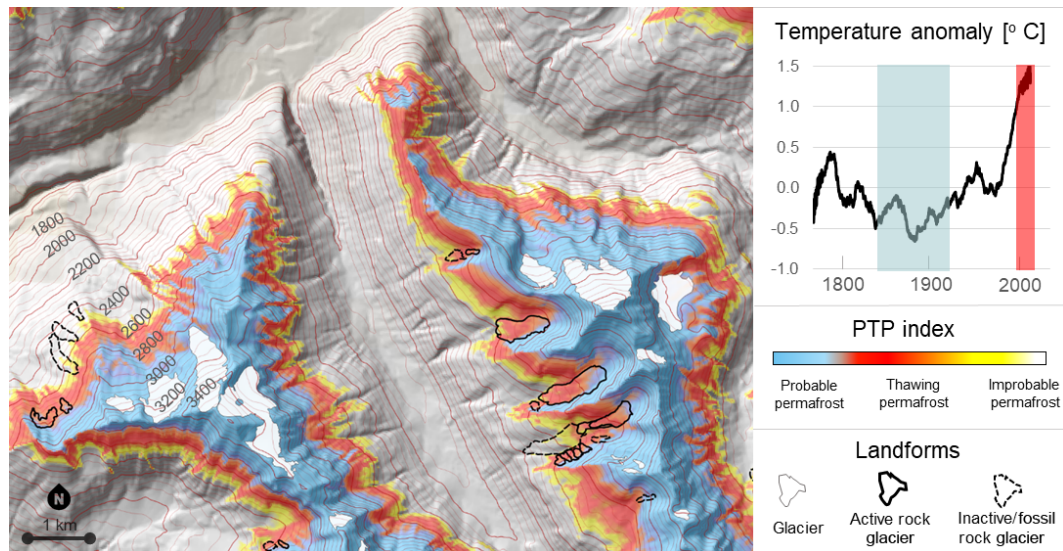 1800
2000
2200
2400
2600
2800
3000
3200
3400
N
1 km
Temperature anomaly [° C]
1.5
1.0
0.5
0.0
-0.5
-1.0
1800
1900
2000
PTP index
Probable
permafrost
Thawing
permafrost
Improbable
permafrost
Landforms
Glacier
Active rock
glacier
Inactive/fossil
rock glacier